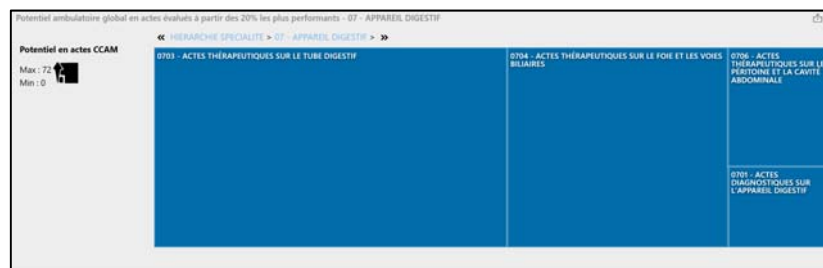 Potentiel ambulatoire global en actes évalués à partir des 20% les plus performants - 07 - APPAREIL DIGESTIF
« HIERARCHIE SPECIALITE > 07 - APPAREIL DIGESTIF > »
Potentiel en actes CCAM
Max : 72
Min : 0
0703 - ACTES THÉRAPEUTIQUES SUR LE TUBE DIGESTIF
0704 - ACTES THÉRAPEUTIQUES SUR LE FOIE ET LES VOIES
BILIAIRES
0706 - ACTES
THÉRAPEUTIQUES SUR LE
PÉRITOINE ET LA CAVITÉ
ABDOMINALE
0701 - ACTES
DIAGNOSTIQUES SUR
L'APPAREIL DIGESTIF